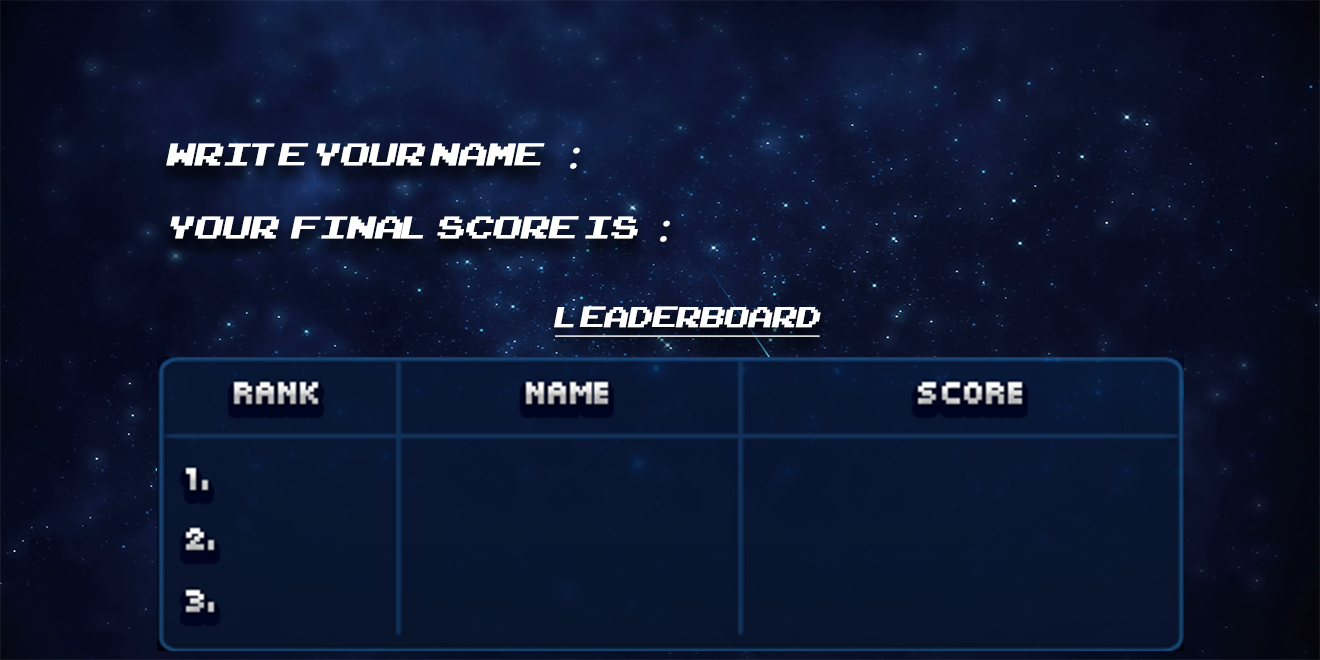 WRITE YOUR NAME :
YOUR FINAL SCORE IS :
LEADERBOARD
RANK NAME SCORE
1.
2.
3.